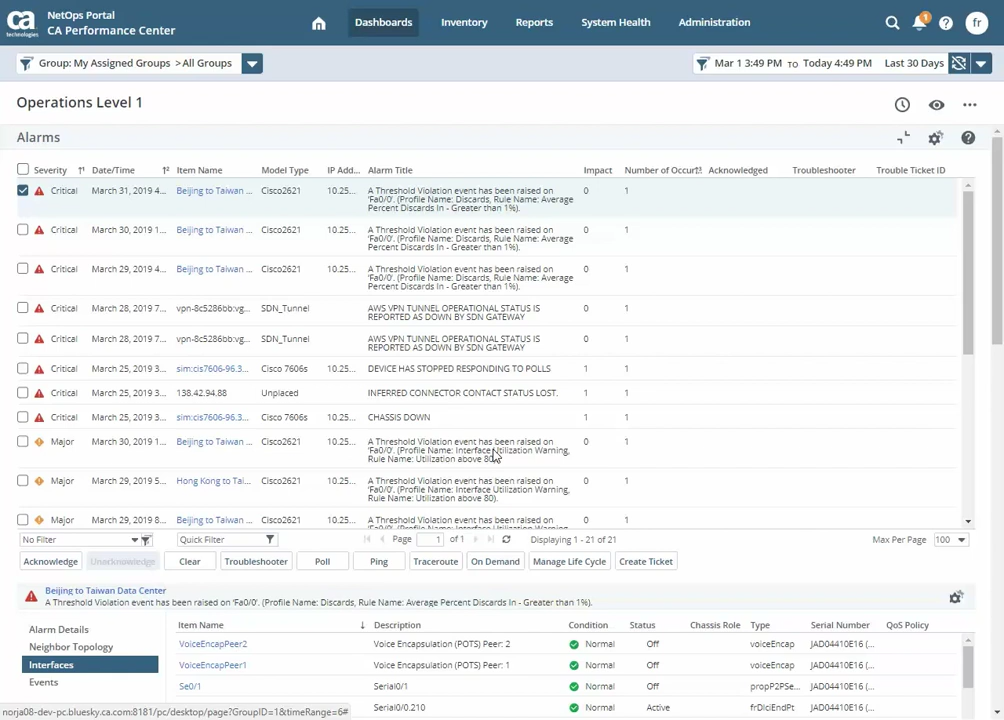 ca technologies
NetOps Portal
CA Performance Center
Dashboards
Inventory
Reports
System Health
Administration
1
fr
Group: My Assigned Groups > All Groups
Mar 1 3:49 PM TO Today 4:49 PM
Last 30 Days
Operations Level 1
Alarms
Severity Date/Time Item Name Model Type IP Add... Alarm Title Impact Number of Occurr Acknowledged Troubleshooter Trouble Ticket ID
Critical March 31, 2019 4... Beijing to Taiwan ... Cisco2621 10.25... A Threshold Violation event has been raised on 0 1
'Fa0/0'. (Profile Name: Discards, Rule Name: Average
Percent Discards In - Greater than 1%).
Critical March 30, 2019 1... Beijing to Taiwan ... Cisco2621 10.25... A Threshold Violation event has been raised on 0 1
'Fa0/0'. (Profile Name: Discards, Rule Name: Average
Percent Discards In - Greater than 1%).
Critical March 29, 2019 4... Beijing to Taiwan ... Cisco2621 10.25... A Threshold Violation event has been raised on 0 1
'Fa0/0'. (Profile Name: Discards, Rule Name: Average
Percent Discards In - Greater than 1%).
Critical March 28, 2019 7... vpn-8c5286bb:vg... SDN_Tunnel AWS VPN TUNNEL OPERATIONAL STATUS IS 0 1
REPORTED AS DOWN BY SDN GATEWAY
Critical March 28, 2019 7... vpn-8c5286bb:vg... SDN_Tunnel AWS VPN TUNNEL OPERATIONAL STATUS IS 0 1
REPORTED AS DOWN BY SDN GATEWAY
Critical March 25, 2019 3... sim:cis7606-96.3... Cisco 7606s 10.25... DEVICE HAS STOPPED RESPONDING TO POLLS 1 1
Critical March 25, 2019 3... 138.42.94.88 Unplaced INFERRED CONNECTOR CONTACT STATUS LOST. 1 1
Critical March 25, 2019 3... sim:cis7606-96.3... Cisco 7606s 10.25... CHASSIS DOWN 1 1
Major March 30, 2019 1... Beijing to Taiwan ... Cisco2621 10.25... A Threshold Violation event has been raised on 0 1
'Fa0/0'. (Profile Name: Interface Utilization Warning,
Rule Name: Utilization above 80).
Major March 29, 2019 5... Hong Kong to Tai... Cisco2621 10.25... A Threshold Violation event has been raised on 0 1
'Fa0/0'. (Profile Name: Interface Utilization Warning,
Rule Name: Utilization above 80).
Major March 29, 2019 8... Beijing to Taiwan ... Cisco2621 10.25... A Threshold Violation event has been raised on 0 1
'Fa0/0'. (Profile Name: Interface Utilization Warning,
No Filter Quick Filter Page 1 of 1 Displaying 1 - 21 of 21 Max Per Page 100
Acknowledge Unacknowledge Clear Troubleshooter Poll Ping Traceroute On Demand Manage Life Cycle Create Ticket
Beijing to Taiwan Data Center
A Threshold Violation event has been raised on 'Fa0/0'. (Profile Name: Discards, Rule Name: Average Percent Discards In - Greater than 1%).
Alarm Details
Neighbor Topology
Interfaces
Events
Item Name Description Condition Status Chassis Role Type Serial Number QoS Policy
VoiceEncapPeer2 Voice Encapsulation (POTS) Peer: 2 Normal Off voiceEncap JAD04410E16 (...
VoiceEncapPeer1 Voice Encapsulation (POTS) Peer: 1 Normal Off voiceEncap JAD04410E16 (...
Se0/1 Serial0/1 Normal Off propP2PSe... JAD04410E16 (...
Serial0/0.210 Normal Active frDlciEndPt JAD04410E16 (...
norja08-dev-pc.bluesky.ca.com:8181/pc/desktop/page?GroupID=1&timeRange=6#